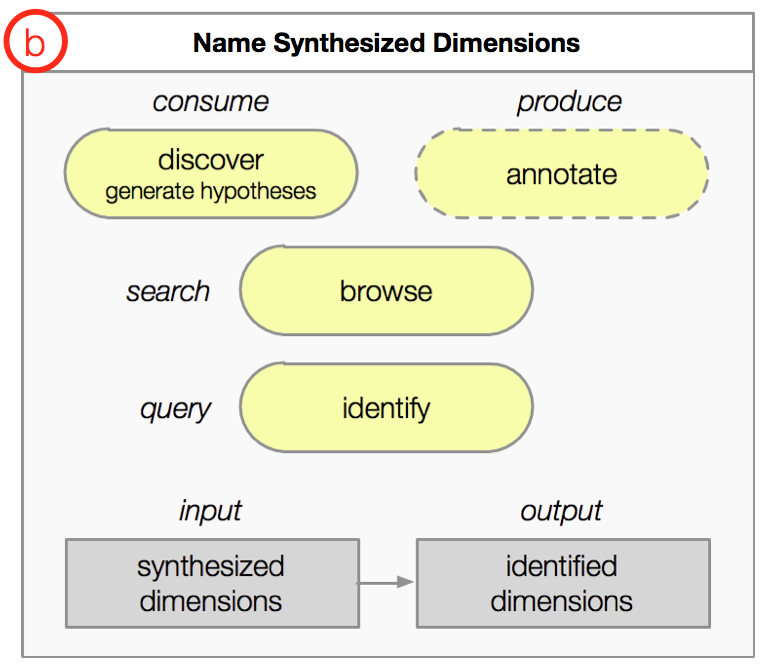 b
Name Synthesized Dimensions
consume
produce
discover
generate hypotheses
annotate
search
browse
query
identify
input
output
synthesized
dimensions
identified
dimensions